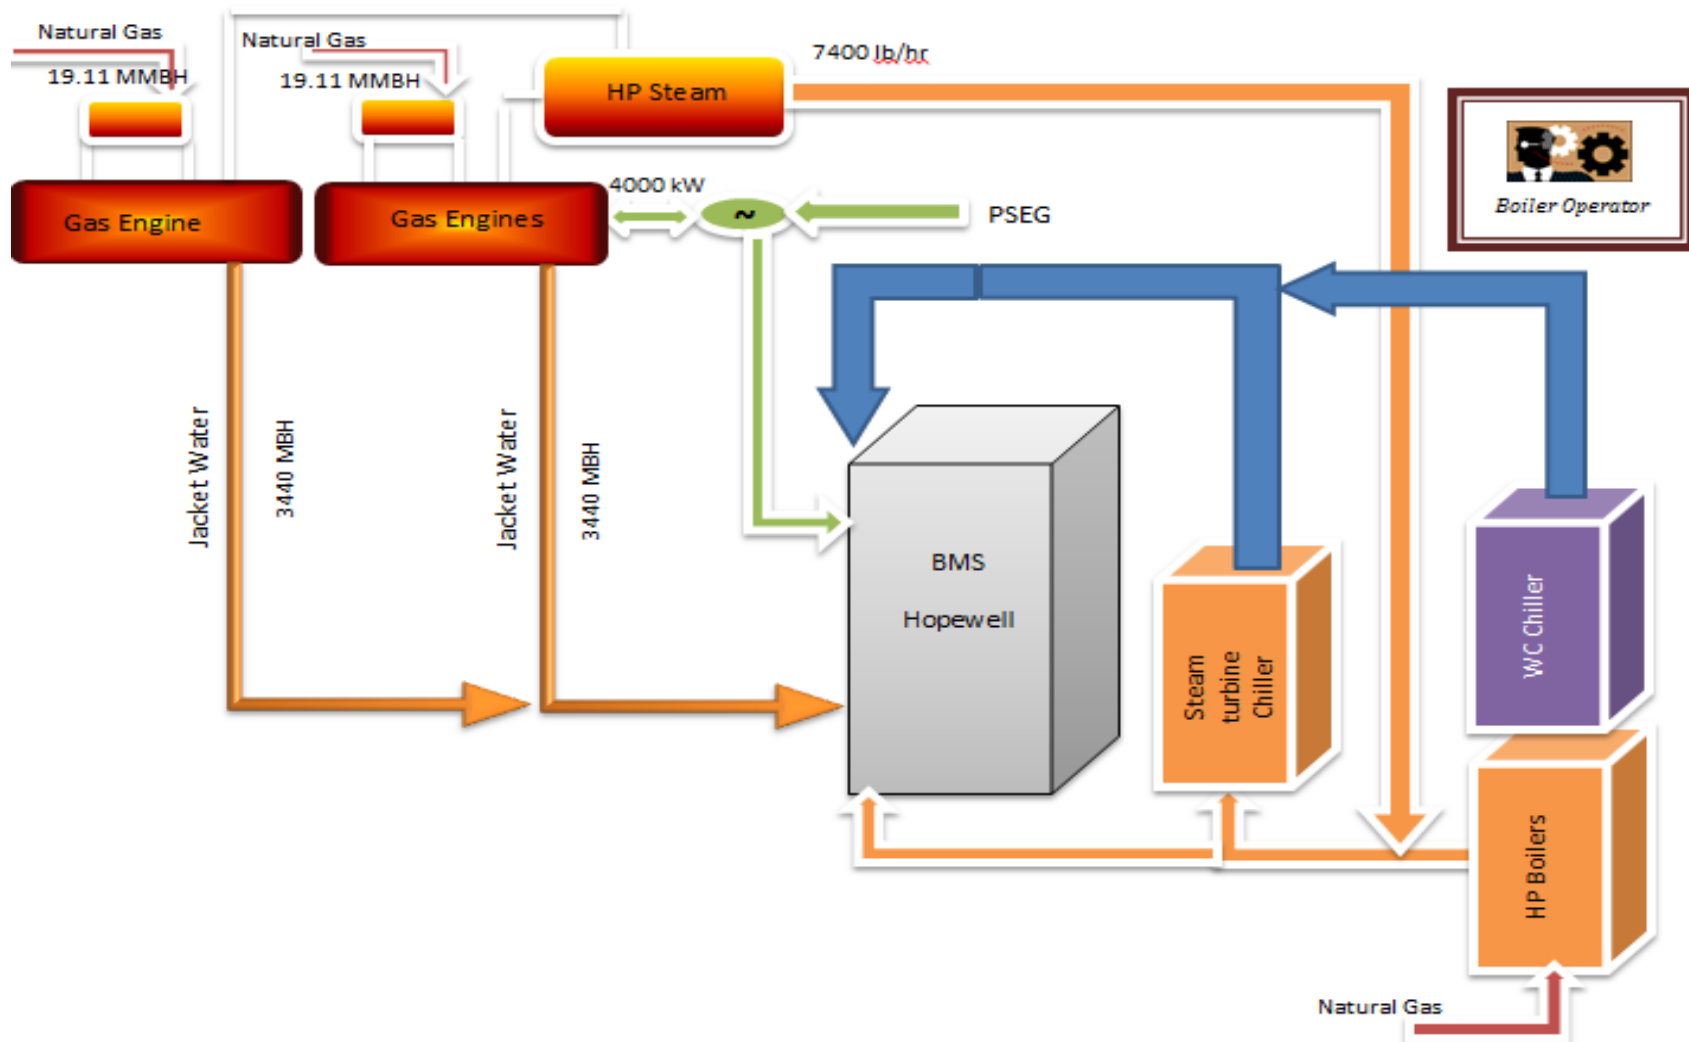 Natural Gas
19.11 MMBH
Natural Gas
19.11 MMBH
HP Steam
7400 lb/hr
Boiler Operator
Gas Engine
Gas Engines
4000 kW
~
PSEG
Jacket Water
3440 MBH
Jacket Water
3440 MBH
BMS
Hopewell
Steam
turbine
Chiller
WC Chiller
HP Boilers
Natural Gas